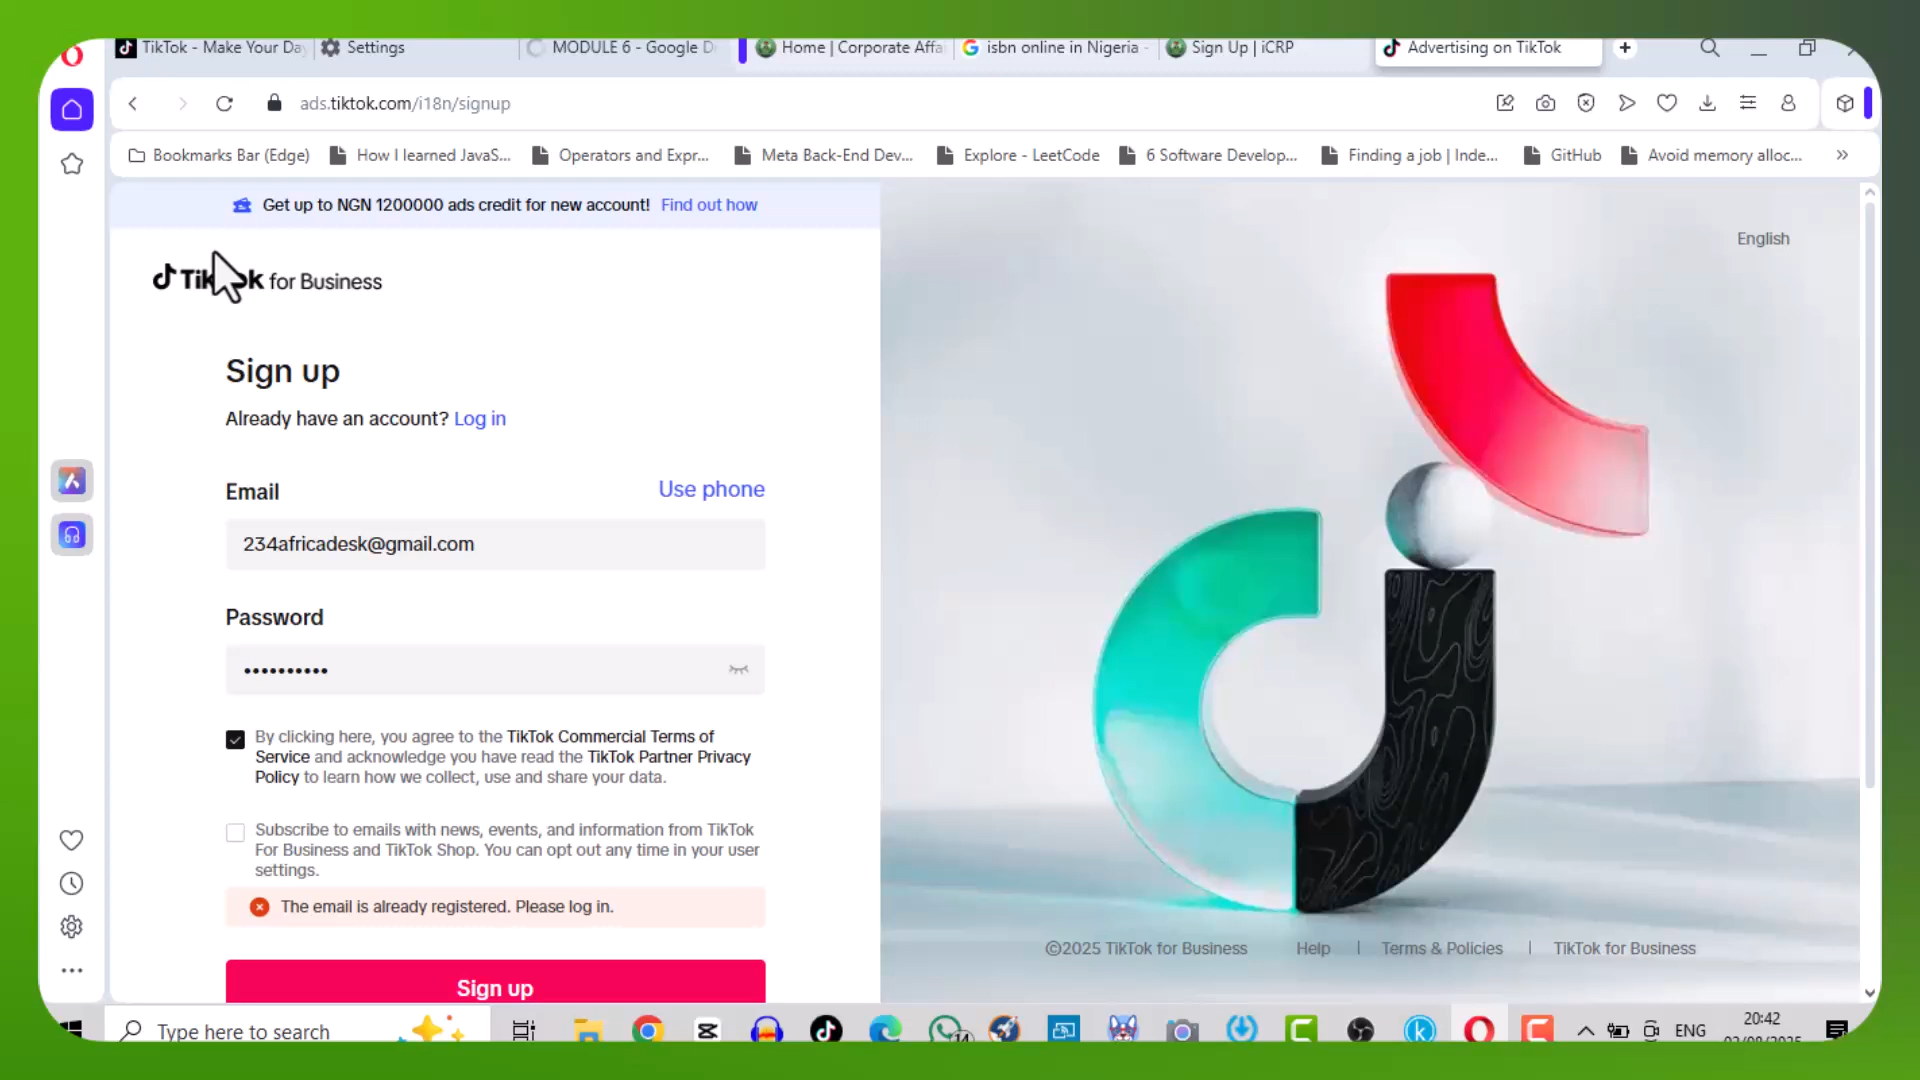 TikTok - Make Your Da
Settings
MODULE 6 - Google D
Home | Corporate Affa
isbn online in Nigeria -
Sign Up | iCRP
Advertising on TikTok
ads.tiktok.com/i18n/signup
Bookmarks Bar (Edge)
How I learned JavaS...
Operators and Expr...
Meta Back-End Dev...
Explore - LeetCode
6 Software Develop...
Finding a job | Inde...
GitHub
Avoid memory alloc...
Get up to NGN 1200000 ads credit for new account! Find out how
TikTok for Business
English
Sign up
Already have an account? Log in
Email
Use phone
234africadesk@gmail.com
Password
By clicking here, you agree to the TikTok Commercial Terms of
Service and acknowledge you have read the TikTok Partner Privacy
Policy to learn how we collect, use and share your data.
Subscribe to emails with news, events, and information from TikTok
For Business and TikTok Shop. You can opt out any time in your user
settings.
The email is already registered. Please log in.
Sign up
©2025 TikTok for Business
Help
Terms & Policies
TikTok for Business
Type here to search
14
ENG
20:42